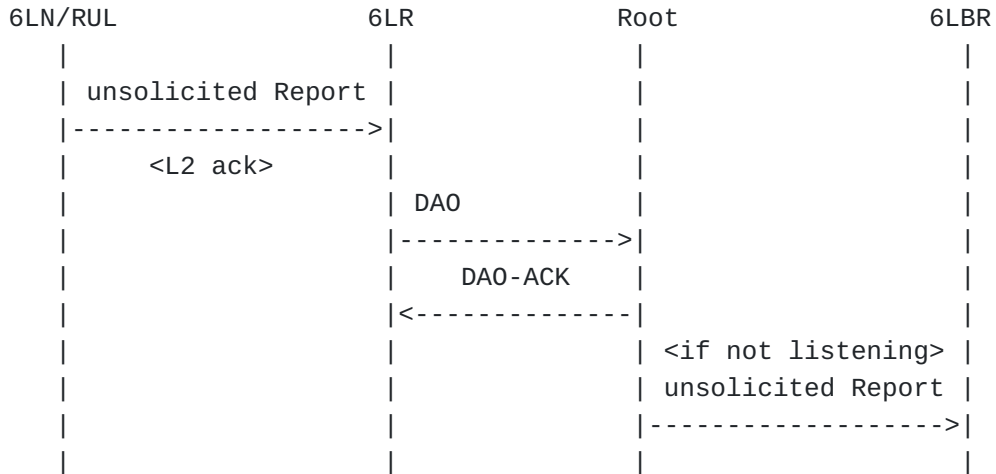 6LN/RUL 6LR Root 6LBR
unsolicited Report
<L2 ack>
DAO
DAO-ACK
<if not listening>
unsolicited Report